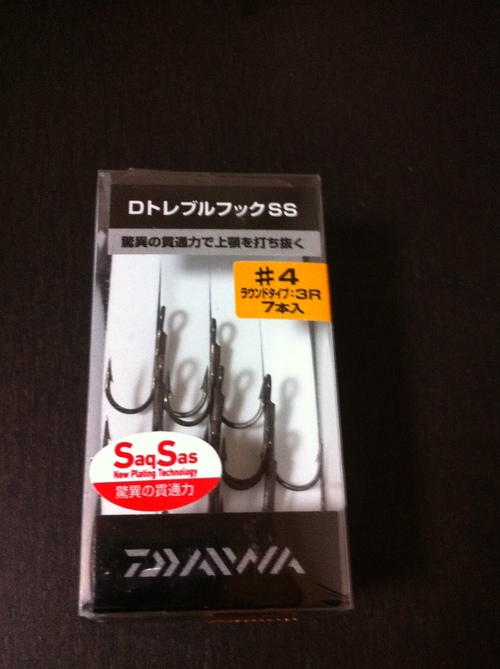 DトレブルフックSS
驚異の貫通力で上顎を打ち抜く
#4
ラウンドタイプ:3R
7本入
SaqSas
New Plating Technology
驚異の貫通力
DAIWA